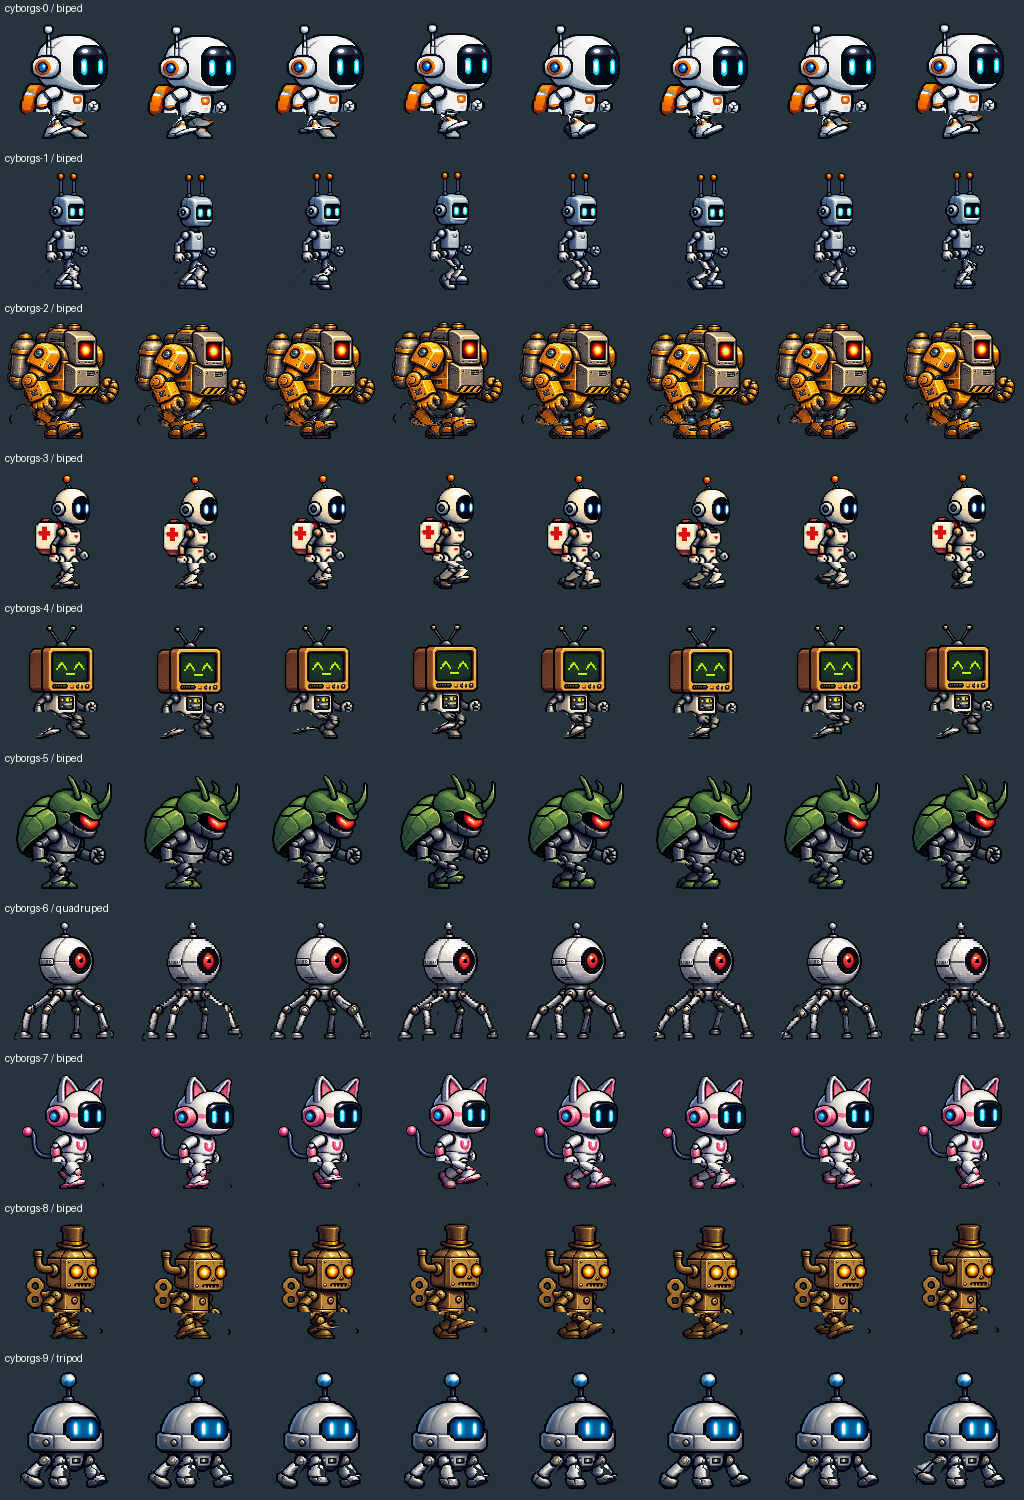 cyborgs-0 / biped
cyborgs-1 / biped
cyborgs-2 / biped
cyborgs-3 / biped
cyborgs-4 / biped
cyborgs-5 / biped
cyborgs-6 / quadruped
cyborgs-7 / biped
cyborgs-8 / biped
cyborgs-9 / tripod